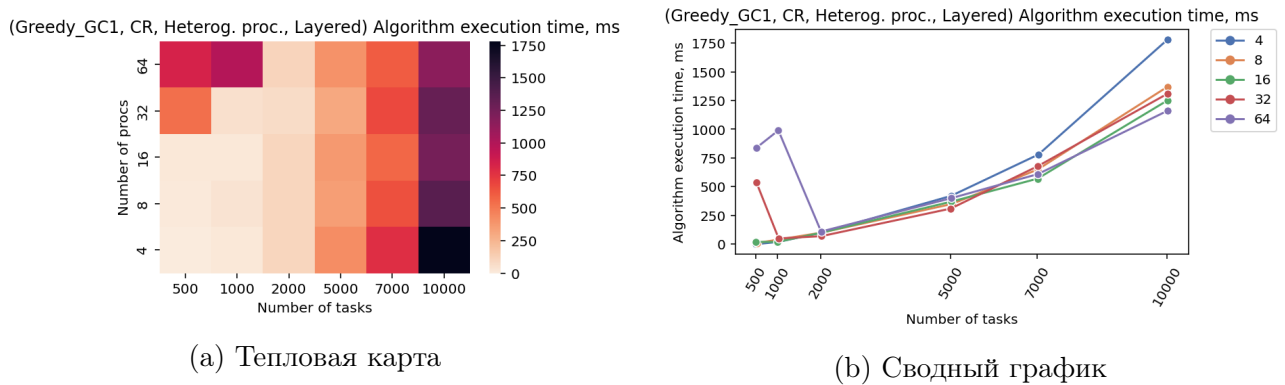 (Greedy_GC1, CR, Heterog. proc., Layered) Algorithm execution time, ms
Number of procs
64
32
16
8
4
500 1000 2000 5000 7000 10000
Number of tasks
1750
1500
1250
1000
750
500
250
0
(a) Тепловая карта
(Greedy_GC1, CR, Heterog. proc., Layered) Algorithm execution time, ms
Algorithm execution time, ms
1750
1500
1250
1000
750
500
250
0
500 1000 2000 5000 7000 10000
Number of tasks
4
8
16
32
64
(b) Сводный график